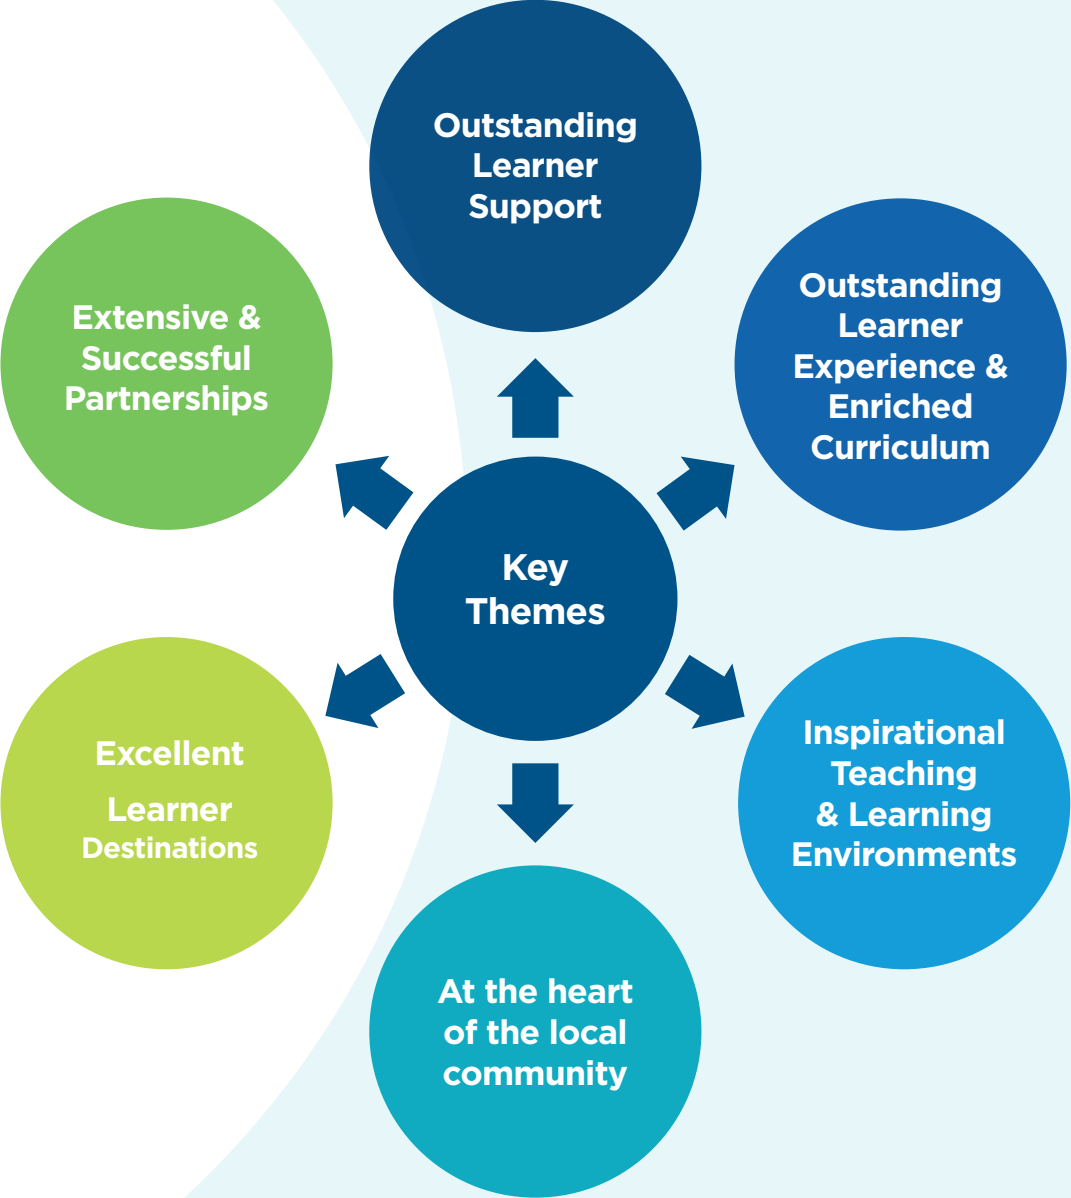 Outstanding
Learner
Support
Outstanding
Learner
Experience &
Enriched
Curriculum
Extensive &
Successful
Partnerships
Key
Themes
Inspirational
Teaching
& Learning
Environments
Excellent
Learner
Destinations
At the heart
of the local
community